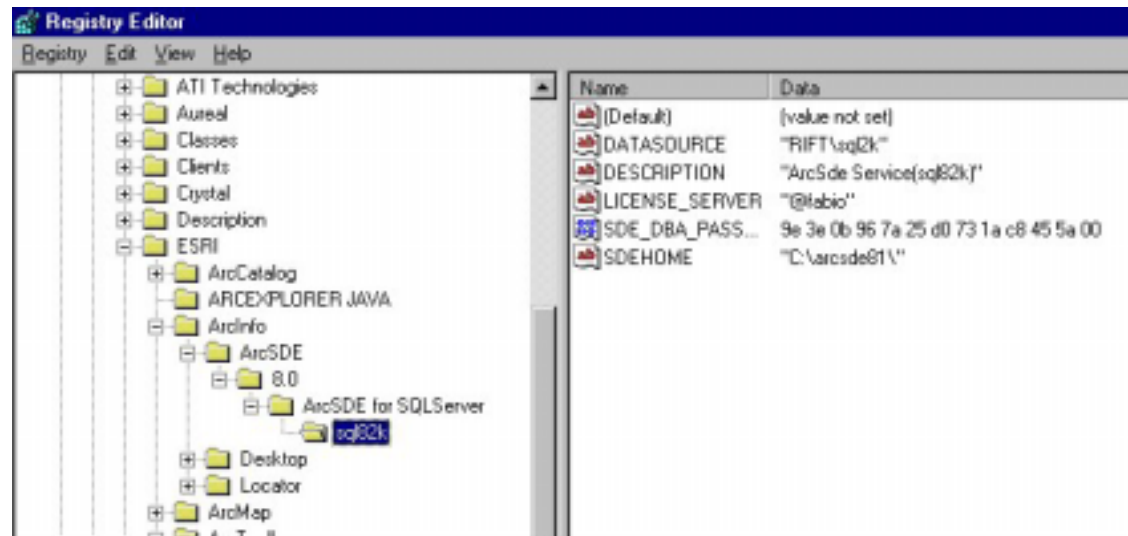 Registry Editor
Registry Edit View Help
ATI Technologies
Aureal
Classes
Clients
Crystal
Description
ESRI
ArcCatalog
ARCEXPLORER JAVA
ArcInfo
ArcSDE
8.0
ArcSDE for SQLServer
sql82k
Desktop
Locator
ArcMap
Name Data
(Default) (value not set)
DATASOURCE "RIFT\sql2k"
DESCRIPTION "ArcSde Service(sql82k)"
LICENSE_SERVER "@fabio"
SDE_DBA_PASS... 9e 3e 0b 96 7a 25 d0 73 1a c8 45 5a 00
SDEHOME "C:\arcsde81\"